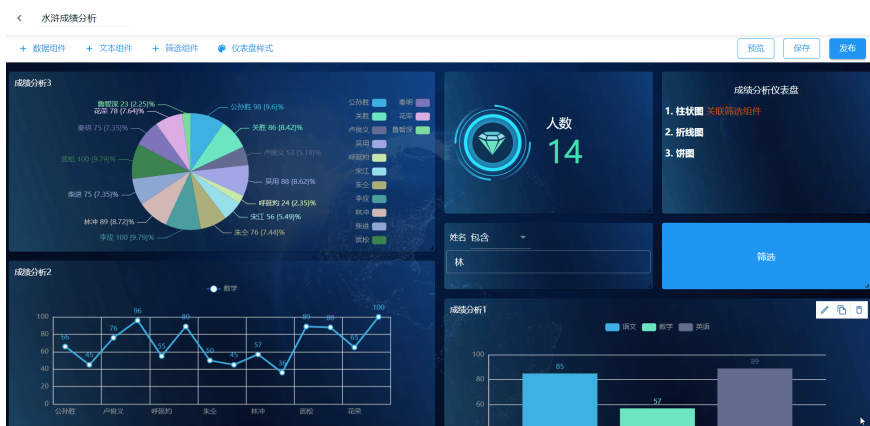 水浒成绩分析
+ 数据组件 + 文本组件 + 筛选组件 仪表盘样式 预览 保存 发布
成绩分析3
鲁智深 23 (2.25)%
花荣 78 (7.64)%
秦明 75 (7.35)%
武松 100 (9.79)%
柴进 75 (7.35)%
林冲 89 (8.72)%
李应 100 (9.79)%
公孙胜 98 (9.6)%
关胜 86 (8.42)%
卢俊义 53 (5.19)%
吴用 88 (8.62)%
呼延灼 24 (2.35)%
宋江 56 (5.49)%
朱仝 76 (7.44)%
公孙胜 秦明
关胜 花荣
卢俊义 鲁智深
吴用
呼延灼
宋江
朱仝
李应
林冲
柴进
武松
人数
14
成绩分析仪表盘
1. 柱状图 关联筛选组件
2. 折线图
3. 饼图
姓名 包含
林
筛选
成绩分析2
数学
100
80
60
40
20
0
66 45 76 96 55 89 50 45 57 36 89 88 65 100
公孙胜 卢俊义 呼延灼 朱仝 林冲 武松 花荣
成绩分析1
语文 数学 英语
100
80
60
85 57 89